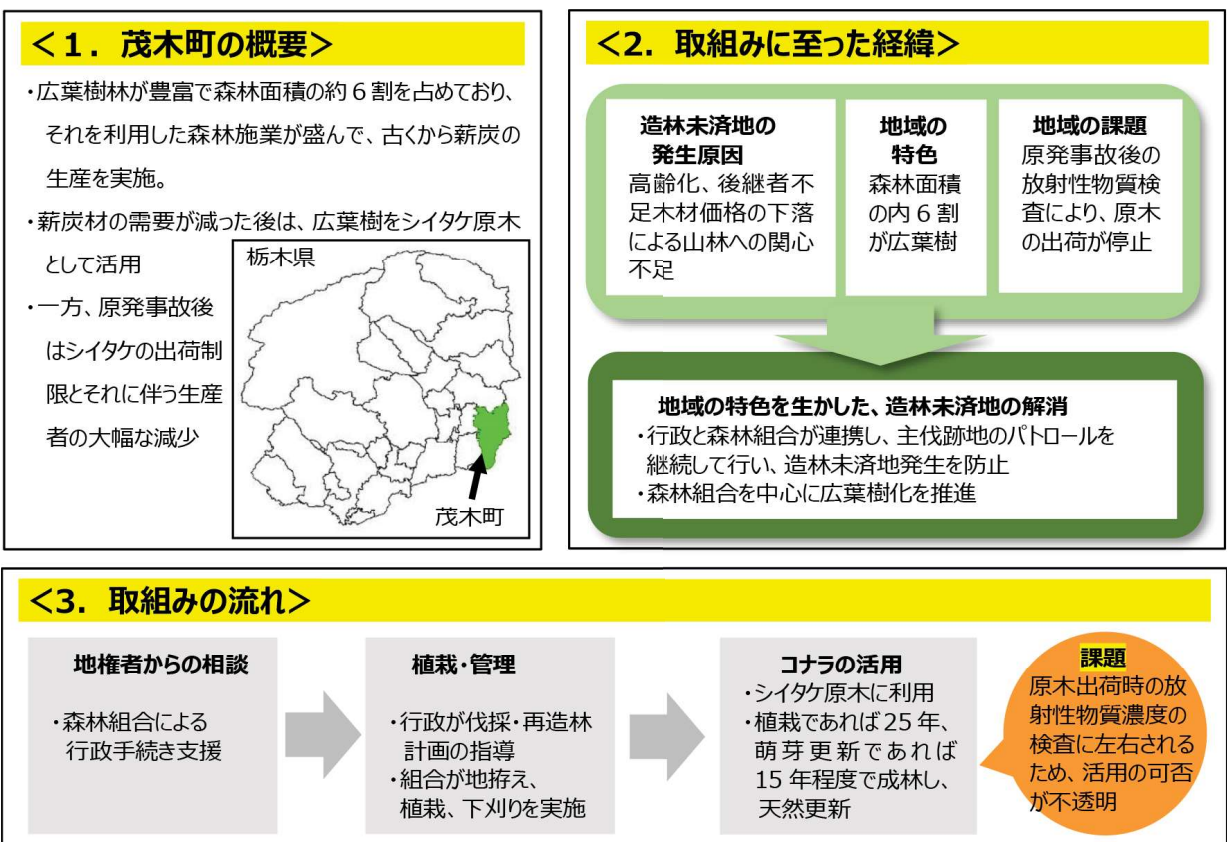 <１．茂木町の概要>
・広葉樹林が豊富で森林面積の約６割を占めており、
それを利用した森林施業が盛んで、古くから薪炭の
生産を実施。
・薪炭材の需要が減った後は、広葉樹をシイタケ原木
として活用
・一方、原発事故後
はシイタケの出荷制
限とそれに伴う生産
者の大幅な減少
栃木県
茂木町
<2．取組みに至った経緯>
造林未済地の
発生原因
高齢化、後継者不
足木材価格の下落
による山林への関心
不足
地域の
特色
森林面積
の内６割
が広葉樹
地域の課題
原発事故後の
放射性物質検
査により、原木
の出荷が停止
地域の特色を生かした、造林未済地の解消
・行政と森林組合が連携し、主伐跡地のパトロールを
継続して行い、造林未済地発生を防止
・森林組合を中心に広葉樹化を推進
<3．取組みの流れ>
地権者からの相談
・森林組合による
行政手続き支援
植栽・管理
・行政が伐採・再造林
計画の指導
・組合が地拵え、
植栽、下刈りを実施
コナラの活用
・シイタケ原木に利用
・植栽であれば25年、
萌芽更新であれば
15年程度で成林し、
天然更新
課題
原木出荷時の放
射性物質濃度の
検査に左右される
ため、活用の可否
が不透明